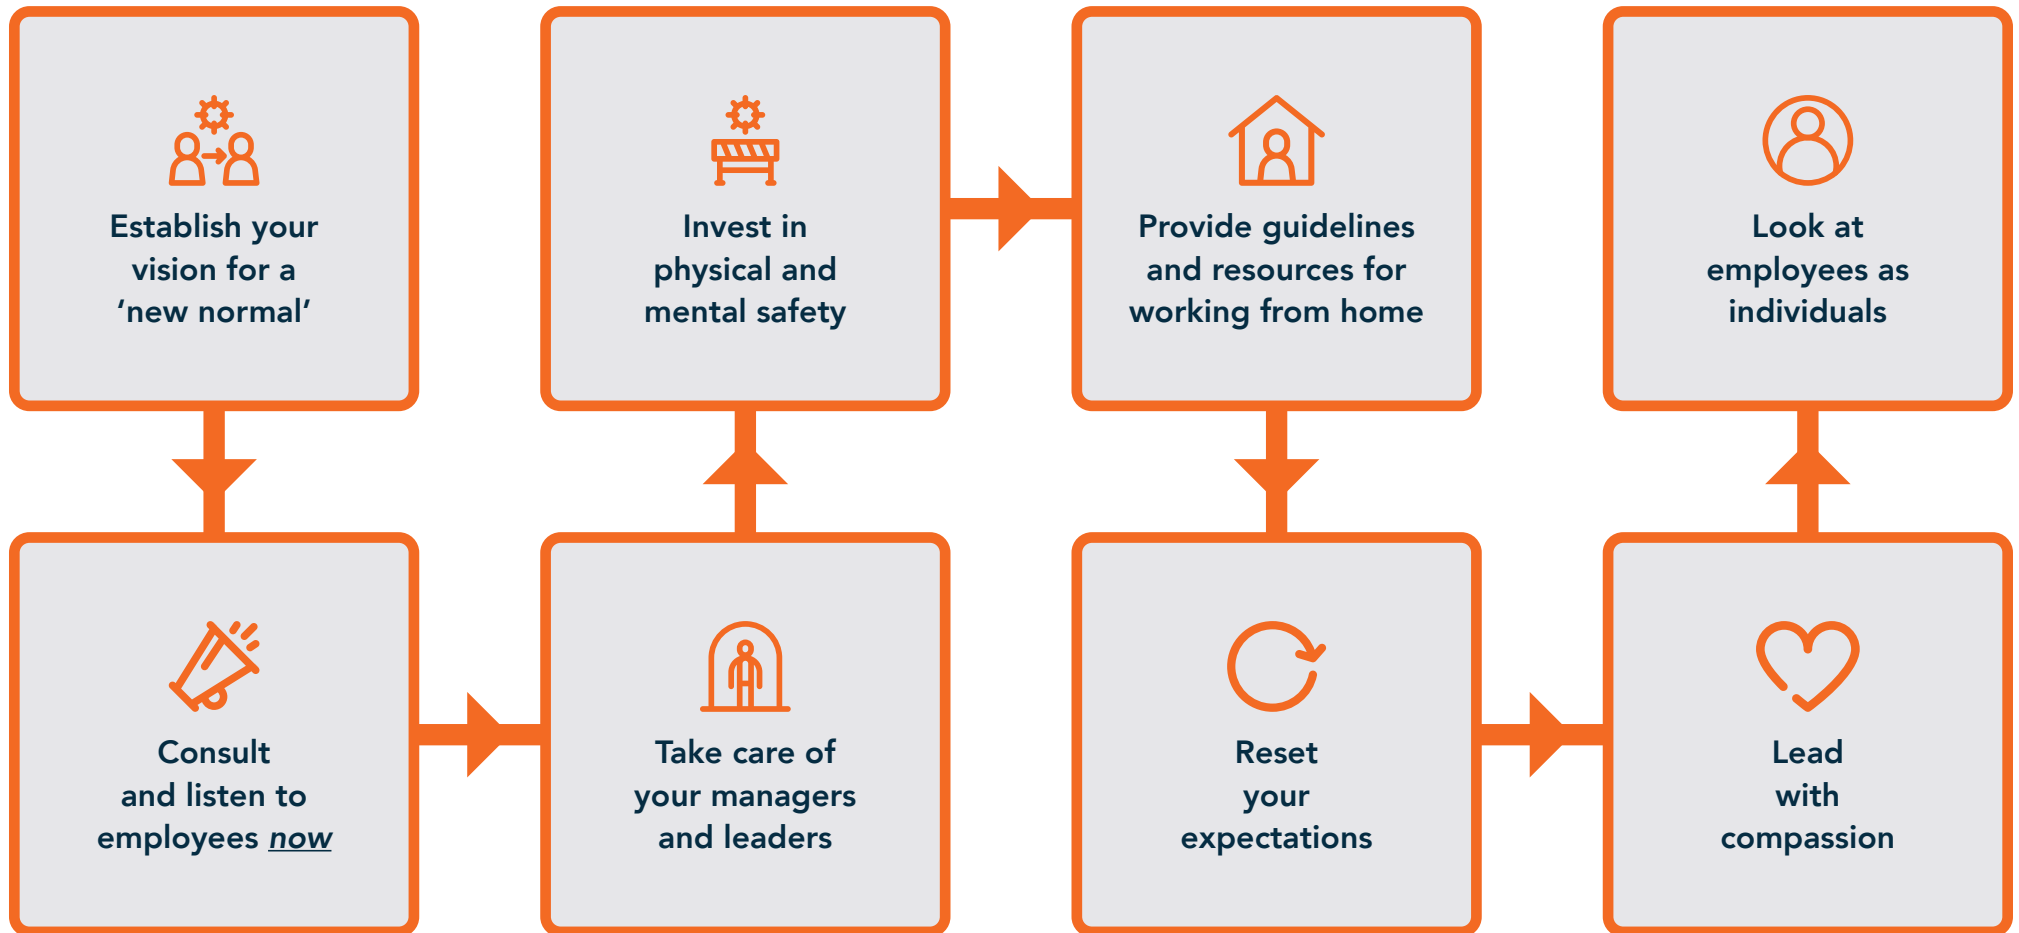 Establish your
vision for a
‘new normal’
Consult
and listen to
employees now
Take care of
your managers
and leaders
Invest in
physical and
mental safety
Provide guidelines
and resources for
working from home
Reset
your
expectations
Lead
with
compassion
Look at
employees as
individuals